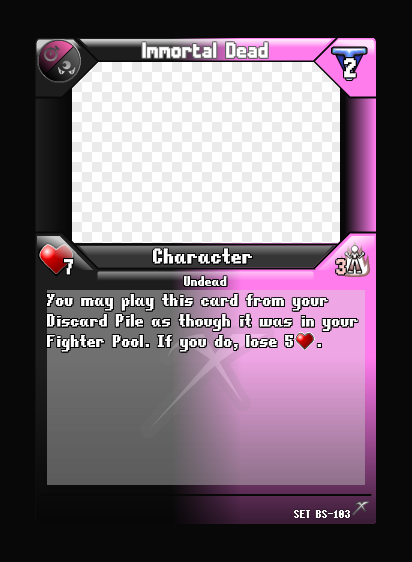 Immortal Dead
2
Character
7
3
Undead
You may play this card from your
Discard Pile as though it was in your
Fighter Pool. If you do, lose 5❤.
SET BS-103